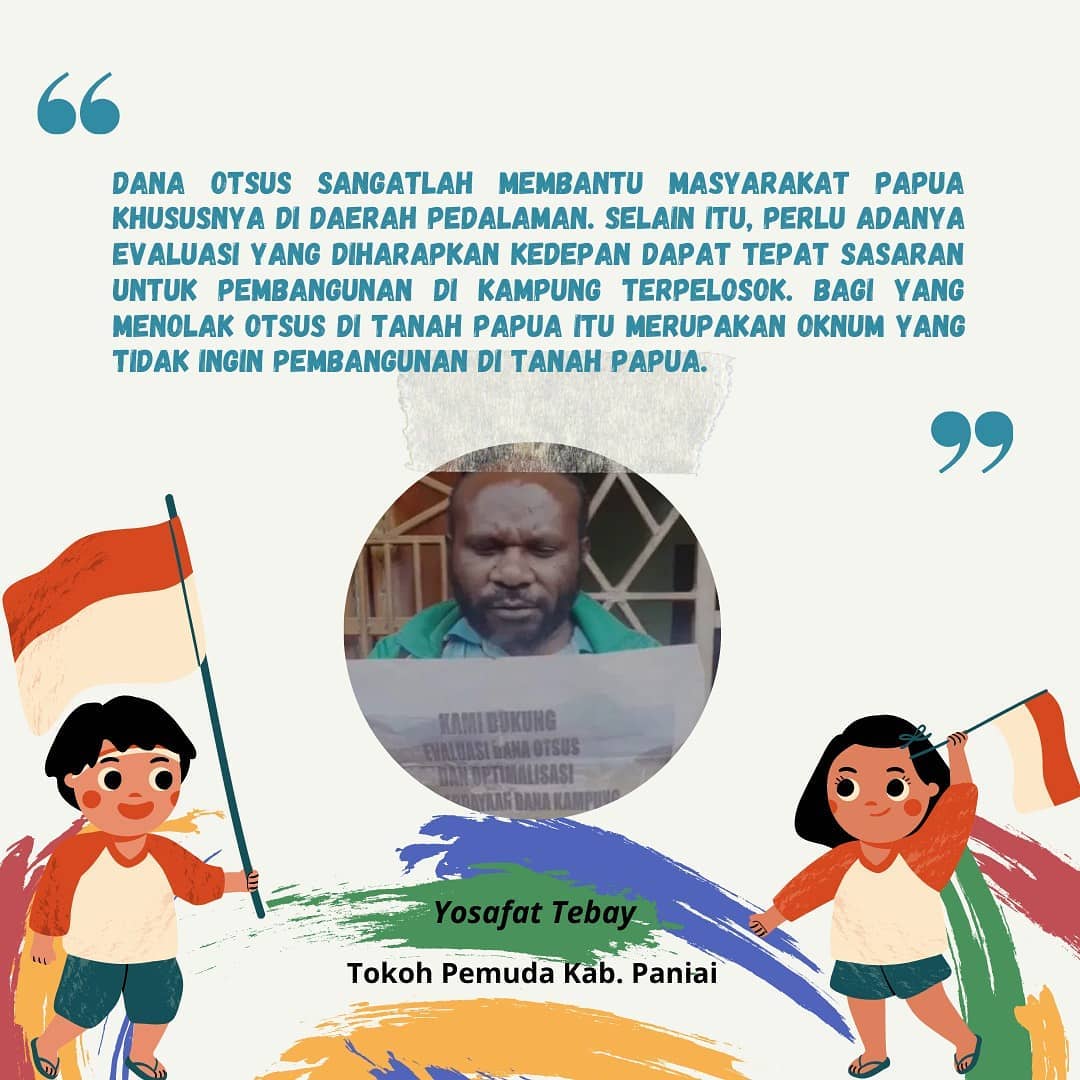 DANA OTSUS SANGATLAH MEMBANTU MASYARAKAT PAPUA
KHUSUSNYA DI DAERAH PEDALAMAN. SELAIN ITU, PERLU ADANYA
EVALUASI YANG DIHARAPKAN KEDEPAN DAPAT TEPAT SASARAN
UNTUK PEMBANGUNAN DI KAMPUNG TERPELOSOK. BAGI YANG
MENOLAK OTSUS DI TANAH PAPUA ITU MERUPAKAN OKNUM YANG
TIDAK INGIN PEMBANGUNAN DI TANAH PAPUA.
KAMI DUKUNG
EVALUASI DANA OTSUS
DAN OPTIMALISASI
DANA KAMPUNG
Yosafat Tebay
Tokoh Pemuda Kab. Paniai